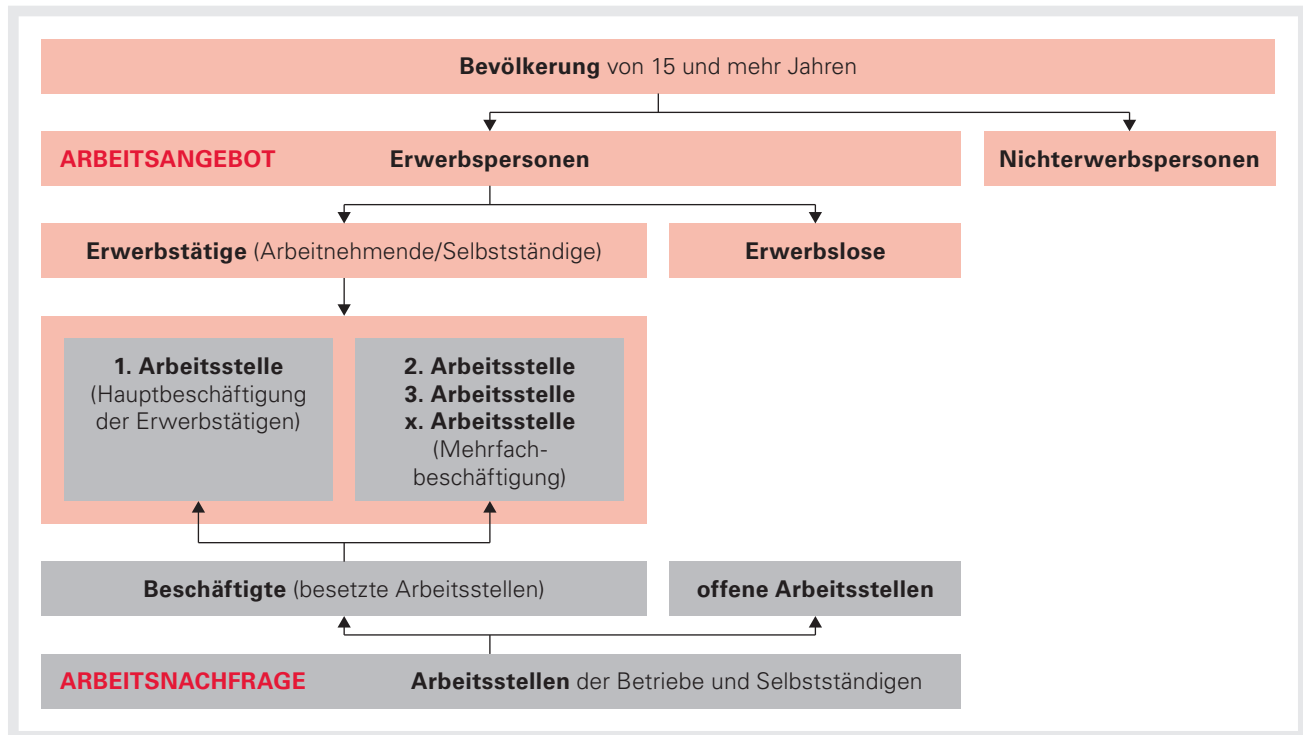 Bevölkerung von 15 und mehr Jahren
ARBEITSANGEBOT Erwerbspersonen
Nichterwerbspersonen
Erwerbstätige (Arbeitnehmende/Selbstständige)
Erwerbslose
1. Arbeitsstelle
(Hauptbeschäftigung
der Erwerbstätigen)
2. Arbeitsstelle
3. Arbeitsstelle
x. Arbeitsstelle
(Mehrfach-
beschäftigung)
Beschäftigte (besetzte Arbeitsstellen)
offene Arbeitsstellen
ARBEITSNACHFRAGE Arbeitsstellen der Betriebe und Selbstständigen